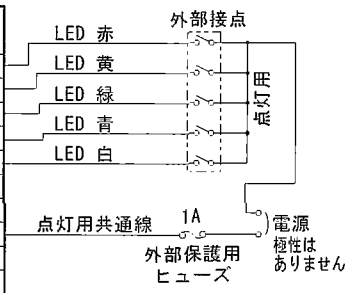 外部接点
LED 赤
LED 黄
LED 緑
LED 青
LED 白
点灯用
点灯用共通線
1A
外部保護用
ヒューズ
電源
極性は
ありません